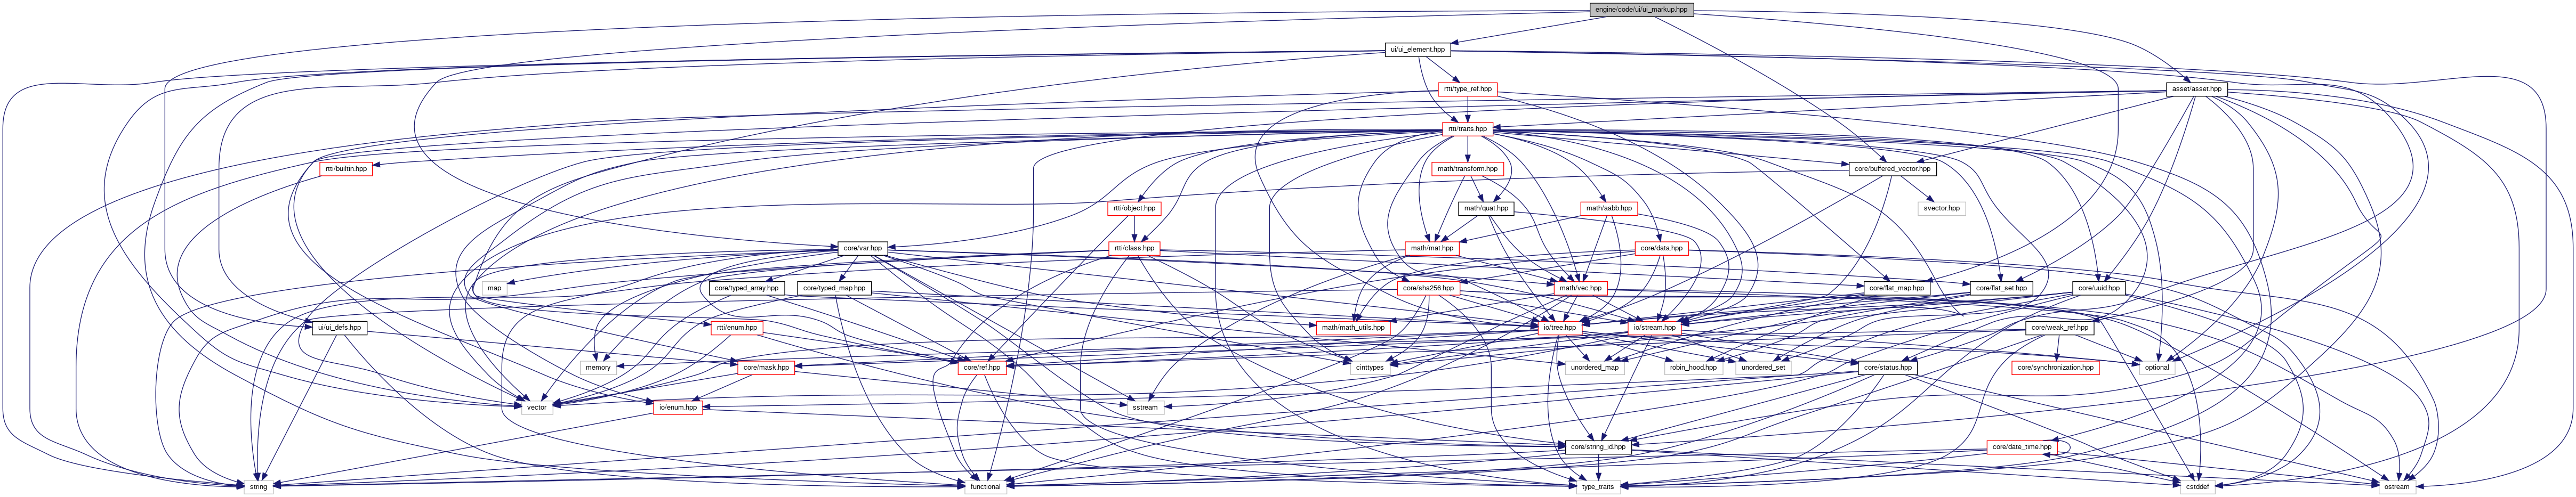 engine/code/ui/ui_markup.hpp
ui/ui_element.hpp
rtti/type_ref.hpp
asset/asset.hpp
rtti/traits.hpp
rtti/builtin.hpp
math/transform.hpp
core/buffered_vector.hpp
rtti/object.hpp
math/quat.hpp
math/aabb.hpp
svector.hpp
core/var.hpp
rtti/class.hpp
math/mat.hpp
core/data.hpp
map
core/typed_array.hpp
core/typed_map.hpp
core/sha256.hpp
math/vec.hpp
core/flat_map.hpp
core/flat_set.hpp
core/uuid.hpp
ui/ui_defs.hpp
rtti/enum.hpp
math/math_utils.hpp
io/tree.hpp
io/stream.hpp
core/weak_ref.hpp
memory
core/mask.hpp
core/ref.hpp
cinttypes
unordered_map
robin_hood.hpp
unordered_set
core/status.hpp
core/synchronization.hpp
optional
vector
io/enum.hpp
sstream
core/string_id.hpp
core/date_time.hpp
string
functional
type_traits
cstddef
ostream